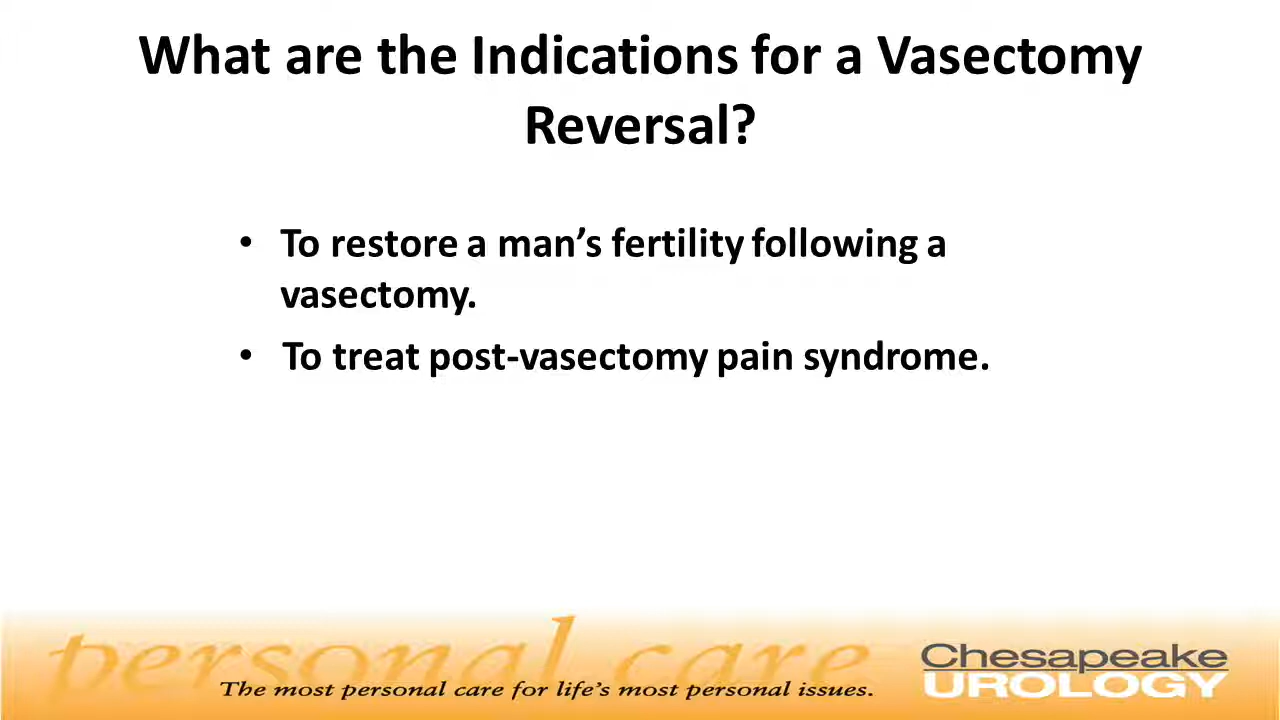 What are the Indications for a Vasectomy
Reversal?
• To restore a man’s fertility following a
vasectomy.
• To treat post-vasectomy pain syndrome.
personal care
The most personal care for life’s most personal issues.
Chesapeake
UROLOGY